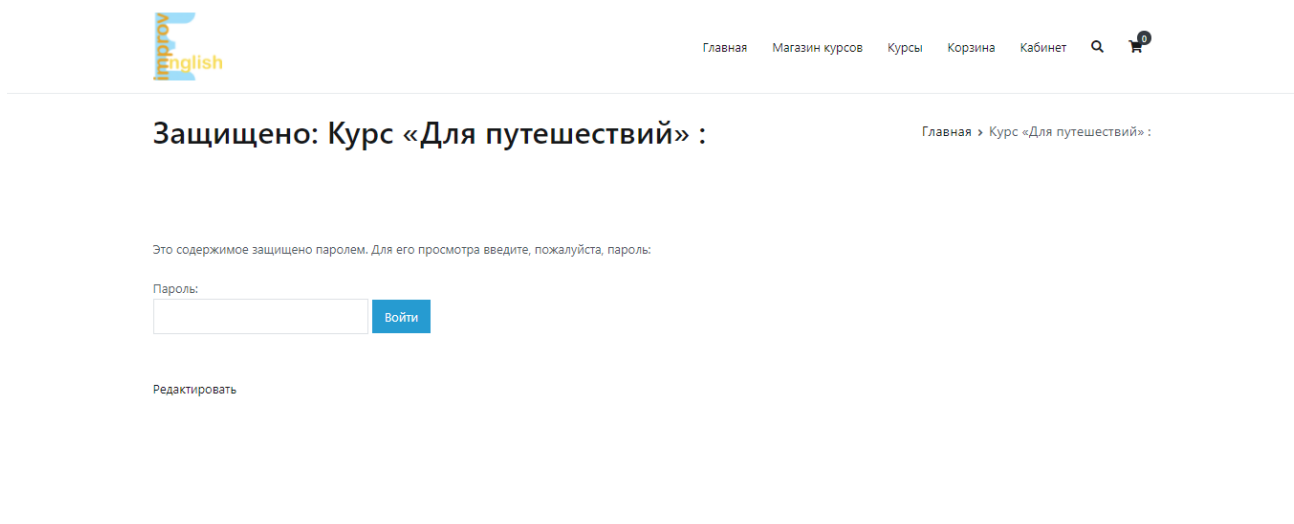 improv
English
Главная Магазин курсов Курсы Корзина Кабинет 0
Защищено: Курс «Для путешествий» :
Главная › Курс «Для путешествий» :
Это содержимое защищено паролем. Для его просмотра введите, пожалуйста, пароль:
Пароль:
Войти
Редактировать